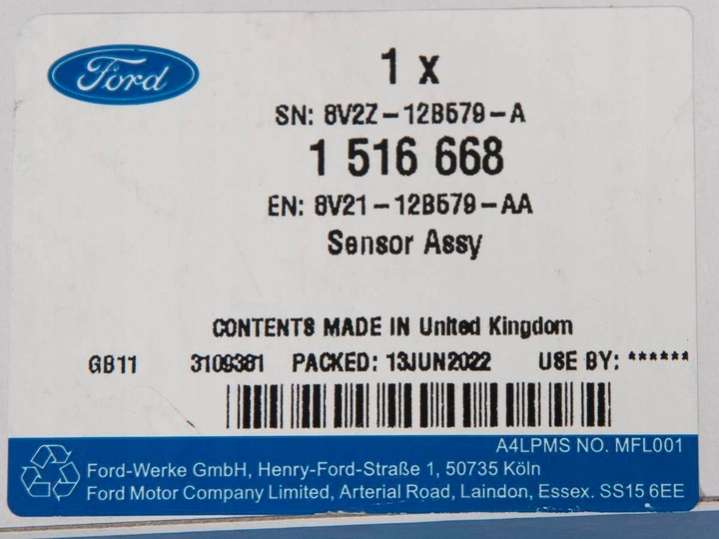 Ford
1 x
SN: 8V2Z-12B579-A
1 516 668
EN: 8V21-12B579-AA
Sensor Assy
CONTENTS MADE IN United Kingdom
GB11 3109381 PACKED: 13JUN2022 USE BY: ******
A4LPMS NO. MFL001
Ford-Werke GmbH, Henry-Ford-Straße 1, 50735 Köln
Ford Motor Company Limited, Arterial Road, Laindon, Essex. SS15 6EE